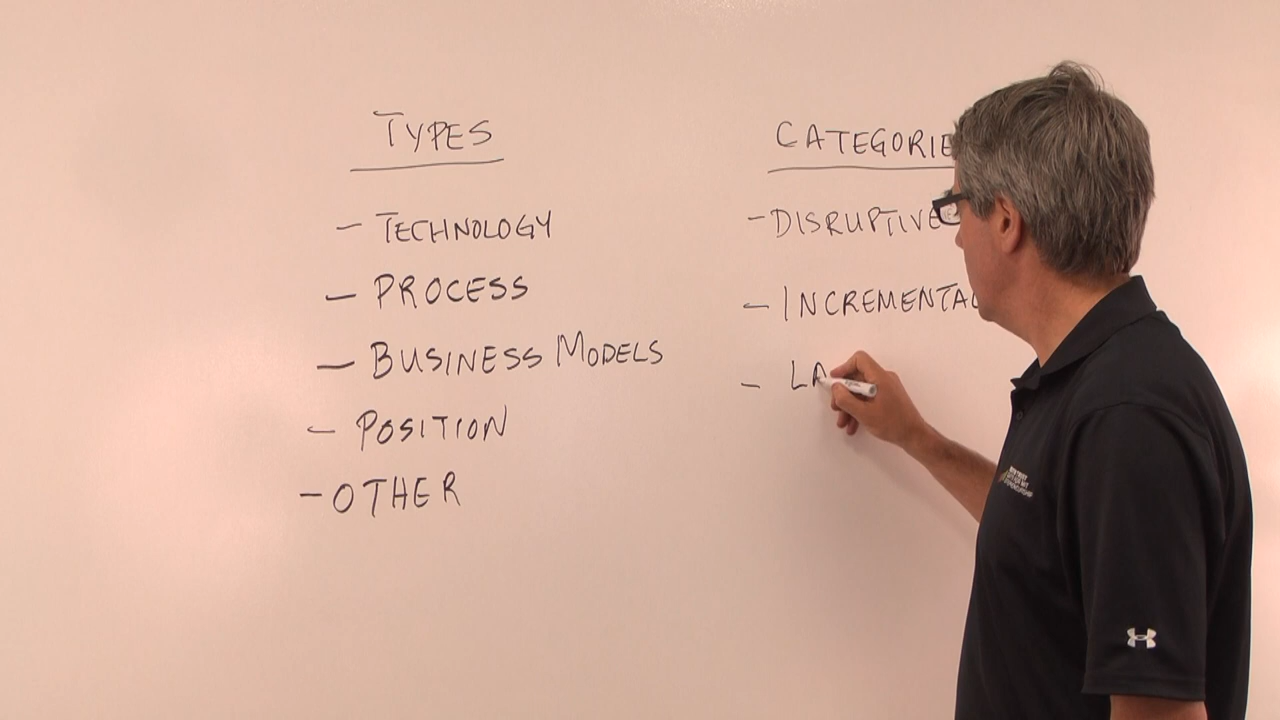 TYPES
- TECHNOLOGY
- PROCESS
- BUSINESS MODELS
- POSITION
- OTHER
CATEGORIE
- DISRUPTIVE
- INCREMENTAL
- LA